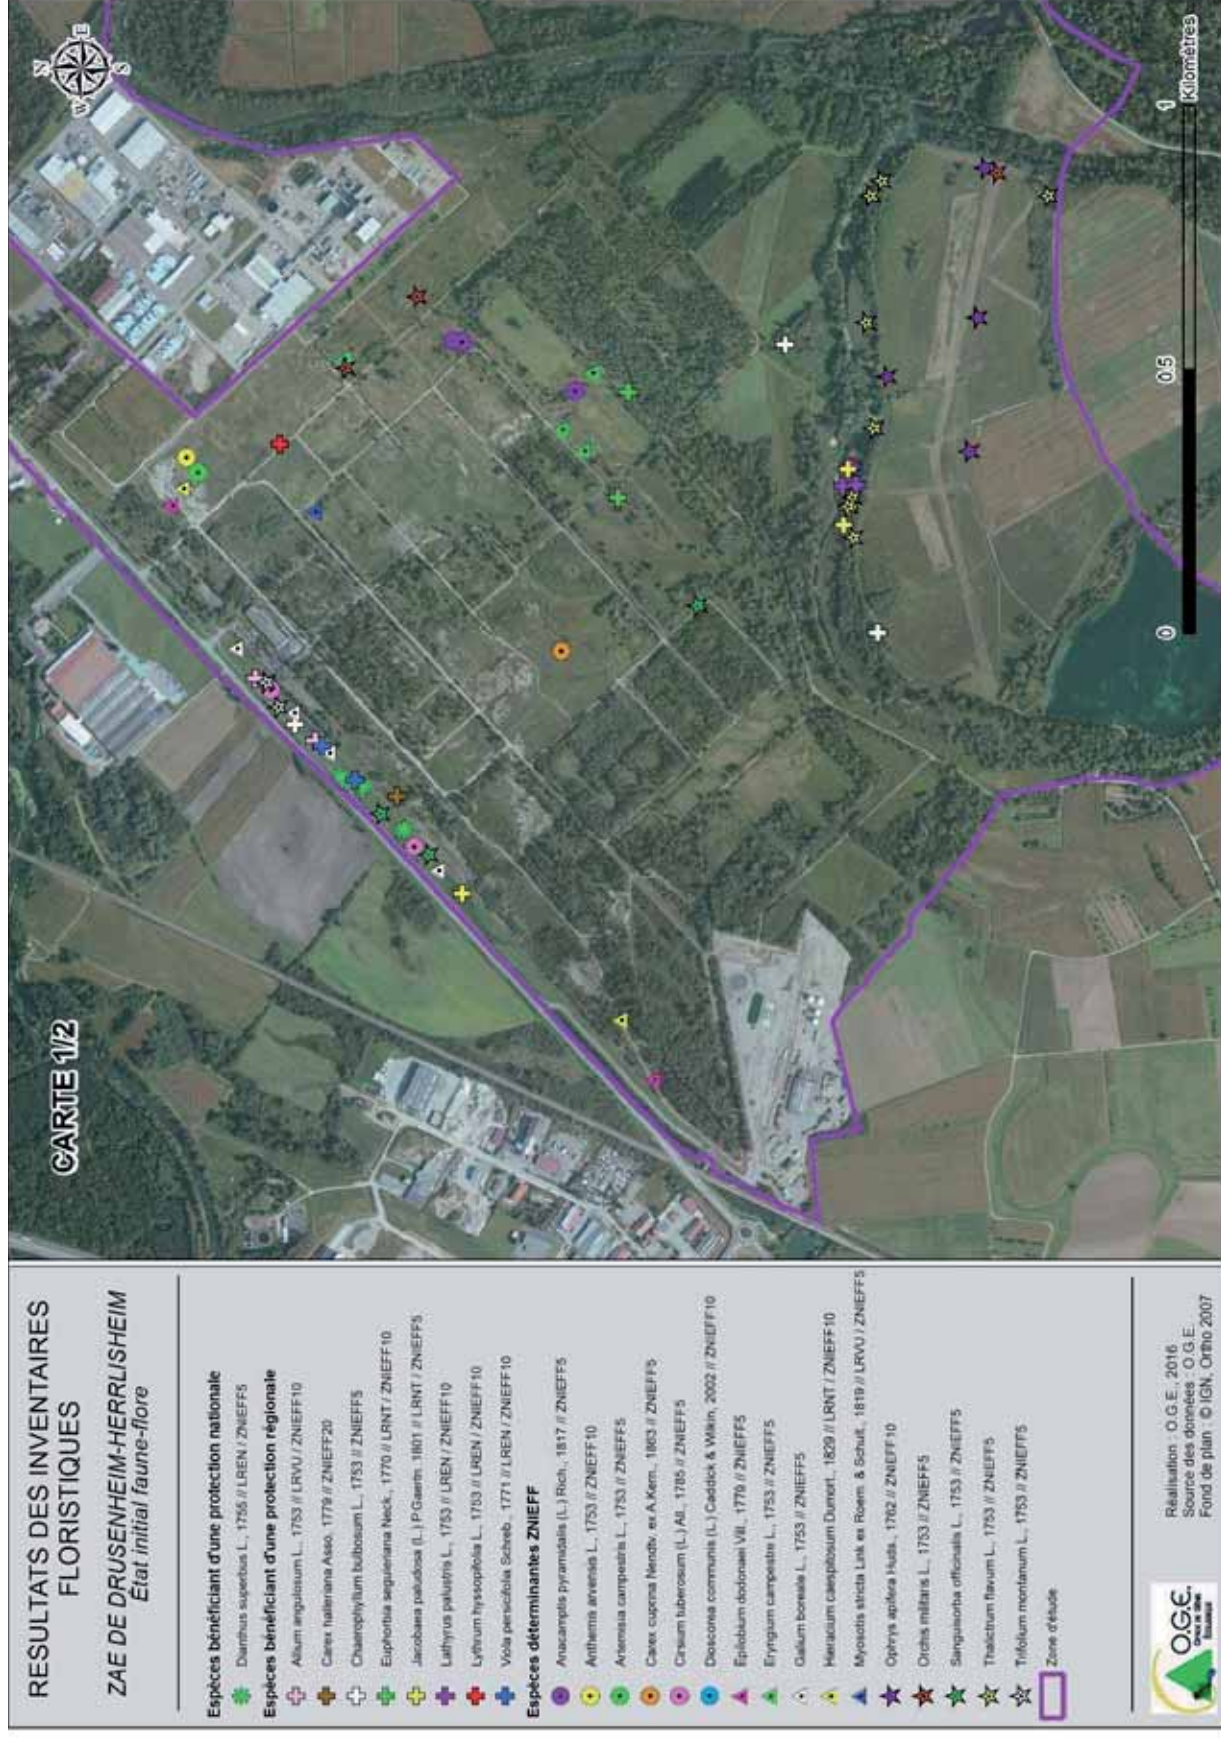 RESULTATS DES INVENTAIRES
FLORISTIQUES
ZAE DE DRUSENHEIM-HERRLISHEIM
État initial faune-flore
Espèces bénéficiant d'une protection nationale
Dianthus superbus L., 1755 // LREN / ZNIEFF5
Espèces bénéficiant d'une protection régionale
Allium angulosum L., 1753 // LRVU / ZNIEFF10
Carex halleriana Asso, 1779 // ZNIEFF20
Chaerophyllum bulbosum L., 1753 // ZNIEFF5
Euphorbia seguieriana Neck., 1770 // LRNT / ZNIEFF10
Jacobaea paludosa (L.) P.Gaertn. 1801 // LRNT / ZNIEFF5
Lathyrus palustris L., 1753 // LREN / ZNIEFF10
Lythrum hyssopifolia L., 1753 // LREN / ZNIEFF10
Viola persicifolia Schreb., 1771 // LREN / ZNIEFF10
Espèces déterminantes ZNIEFF
Anacamptis pyramidalis (L.) Rich., 1817 // ZNIEFF5
Anthemis arvensis L., 1753 // ZNIEFF10
Artemisia campestris L., 1753 // ZNIEFF5
Carex cuprina Nendtv. ex A.Kern., 1863 // ZNIEFF5
Cirsium tuberosum (L.) All., 1785 // ZNIEFF5
Dioscorea communis (L.) Caddick & Wilkin, 2002 // ZNIEFF10
Epilobium dodonaei Vill., 1779 // ZNIEFF5
Eryngium campestre L., 1753 // ZNIEFF5
Galium boreale L., 1753 // ZNIEFF5
Hieracium caespitosum Dumort., 1829 // LRNT / ZNIEFF10
Myosotis stricta Link ex Roem. & Schult., 1819 // LRVU / ZNIEFF5
Ophrys apifera Huds., 1762 // ZNIEFF10
Orchis militaris L., 1753 // ZNIEFF5
Sanguisorba officinalis L., 1753 // ZNIEFF5
Thalictrum flavum L., 1753 // ZNIEFF5
Trifolium montanum L., 1753 // ZNIEFF5
Zone d'étude
O.G.E.
Réalisation : O.G.E., 2016
Source des données : O.G.E.
Fond de plan : © IGN, Ortho 2007
CARTE 1/2
N
W
E
S
0
0.5
1
Kilomètres